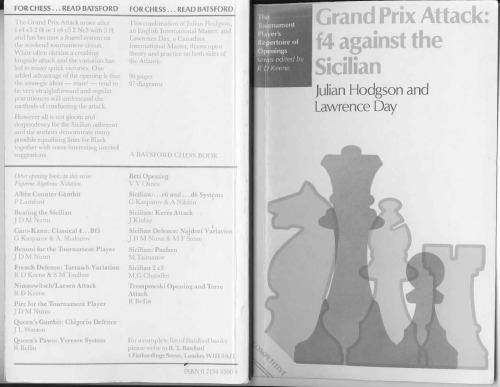 FOR CHESS . . . READ BATSFORD
The Grand Prix Attack arises after
1 e4 c5 2 f4 or 1 e4 c5 2 Nc3 with 3 f4
and has become a feared entrant on
the weekend tournament circuit.
White often obtains a crushing
kingside attack and the variation has
led to many quick victories. One
added advantage of the opening is that
the strategic ideas — mate! — tend to
be very straightforward and regular
practitioners will understand the
methods of conducting the attack.
However all is not gloom and
despondency for the Sicilian adherent
and the authors demonstrate many
possible equalising lines for Black
together with some interesting
suggestions
Other opening books in this series
Figurine Algebraic Notation
Albin Counter Gambit
P Lamford
Beating the Sicilian
J D M Nunn
Caro-Kann: Classical 4...Bf5
G Kasparov & A Shakarov
Benoni for the Tournament Player
J D M Nunn
French Defence: Tarrasch Variation
R D Keene & S M Taulbut
Nimzowitsch/Larsen Attack
R D Keene
Pirc for the Tournament Player
J D M Nunn
Queen's Gambit: Chigorin Defence
J L Watson
Queen's Pawn: Veresov System
R Bellin
FOR CHESS . . . READ BATSFORD
This combination of Julian Hodgson,
an English International Master, and
Lawrence Day, a Canadian
International Master, draws upon
theory and practice on both sides of
the Atlantic.
96 pages
97 diagrams
A BATSFORD CHESS BOOK
Reti Opening
V V Osnos
Sicilian: ...e6 and ...d6 Systems
G Kasparov & A Nikitin
Sicilian: Keres Attack
J Kinlay
Sicilian Defence: Najdorf Variation
J D M Nunn & M F Stean
Sicilian: Paulsen
M Taimanov
Sicilian 2 c3
M G Chandler
Trompowski Opening and Torre
Attack
R Bellin
For a complete list of Batsford books
please write to B. T. Batsford
4 Fitzhardinge Street, London W1H 0AH
ISBN 0 7134
The
Tournament
Player's
Repertoire of
Openings
Series edited by
R D Keene
Grand Prix Attack:
f4 against the
Sicilian
Julian Hodgson and
Lawrence Day
COMPETITIVE